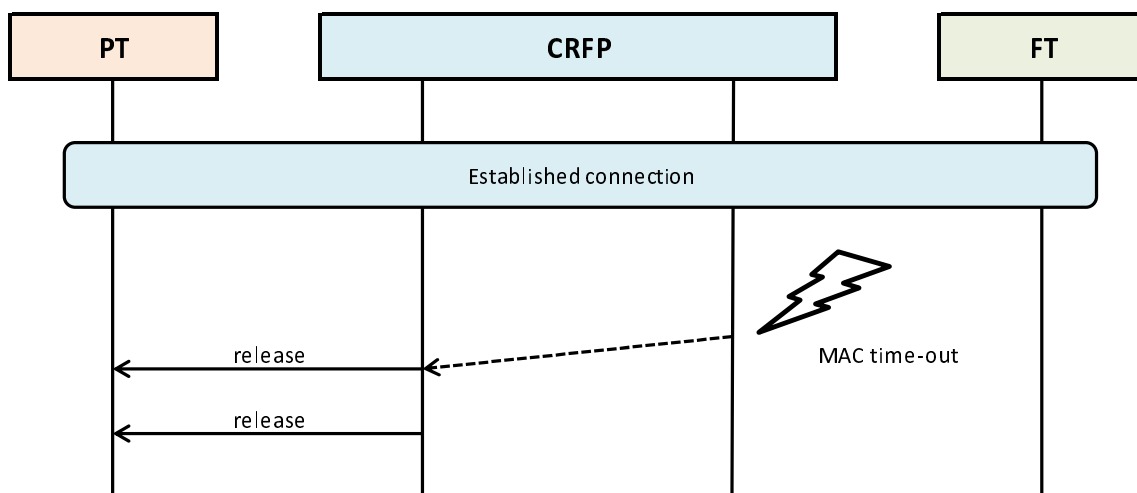 PT
CRFP
FT
Established connection
release
MAC time-out
release